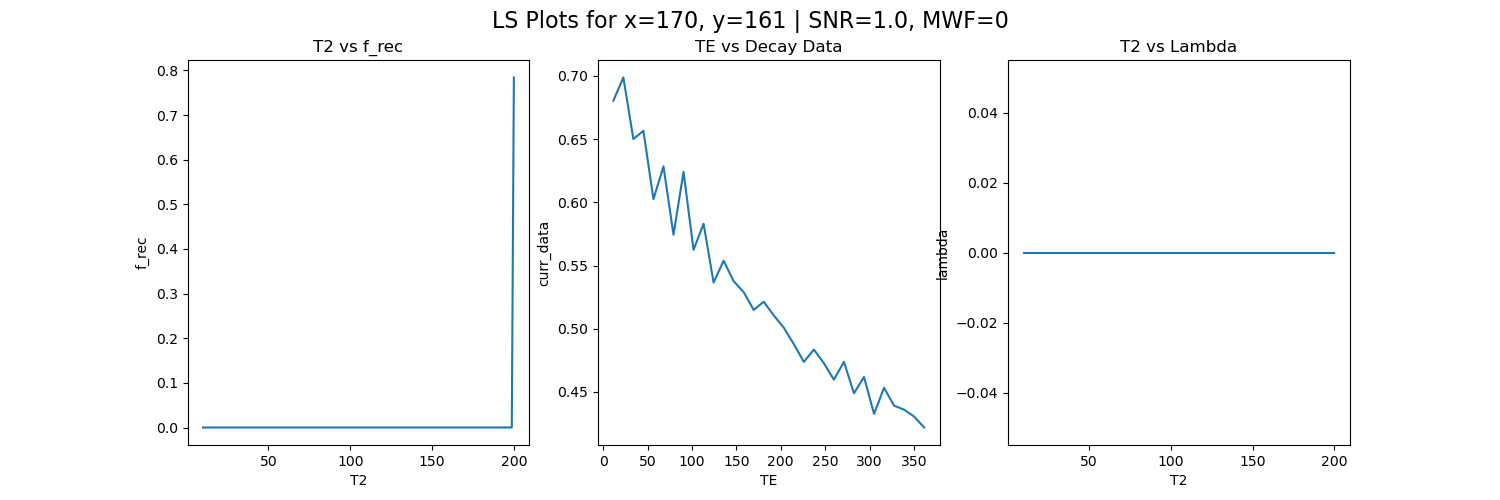 LS Plots for x=170, y=161 | SNR=1.0, MWF=0
T2 vs f_rec
0.8
0.7
0.6
0.5
0.4
0.3
0.2
0.1
0.0
f_rec
50 100 150 200
T2
TE vs Decay Data
0.70
0.65
0.60
0.55
0.50
0.45
curr_data
0 50 100 150 200 250 300 350
TE
T2 vs Lambda
0.04
0.02
0.00
−0.02
−0.04
lambda
50 100 150 200
T2